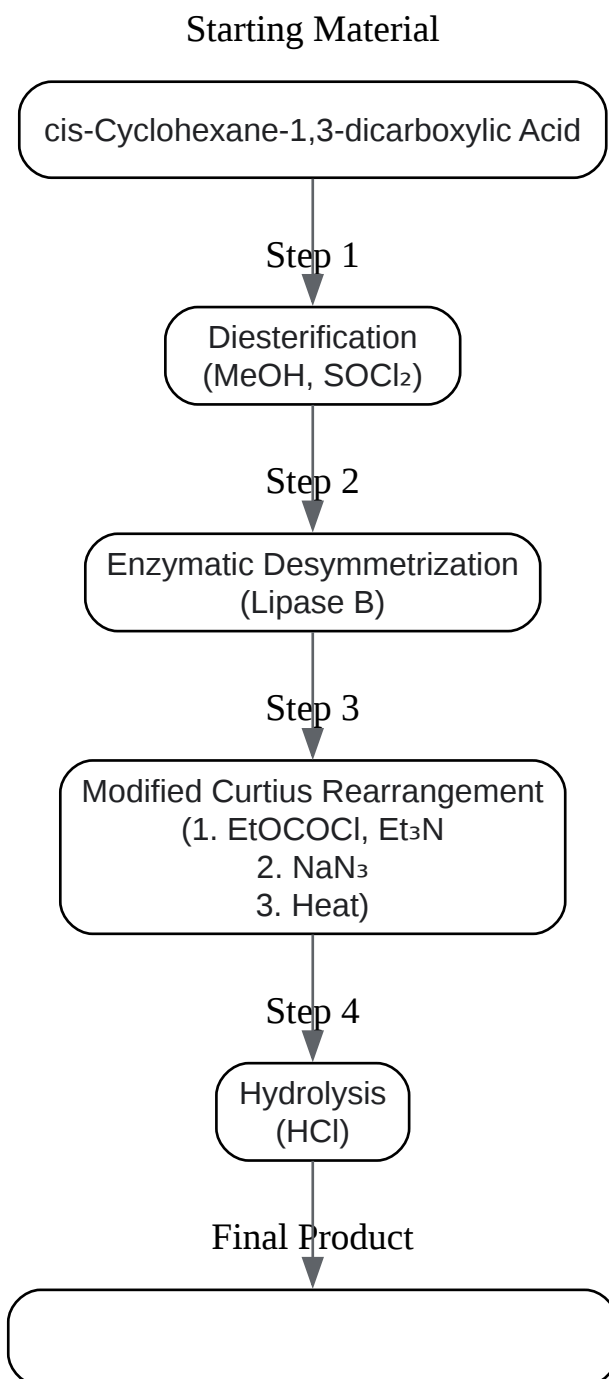 Starting Material
cis-Cyclohexane-1,3-dicarboxylic Acid
Step 1
Diesterification
(MeOH, SOCl₂)
Step 2
Enzymatic Desymmetrization
(Lipase B)
Step 3
Modified Curtius Rearrangement
(1. EtOCOCl, Et₃N
2. NaN₃
3. Heat)
Step 4
Hydrolysis
(HCl)
Final Product